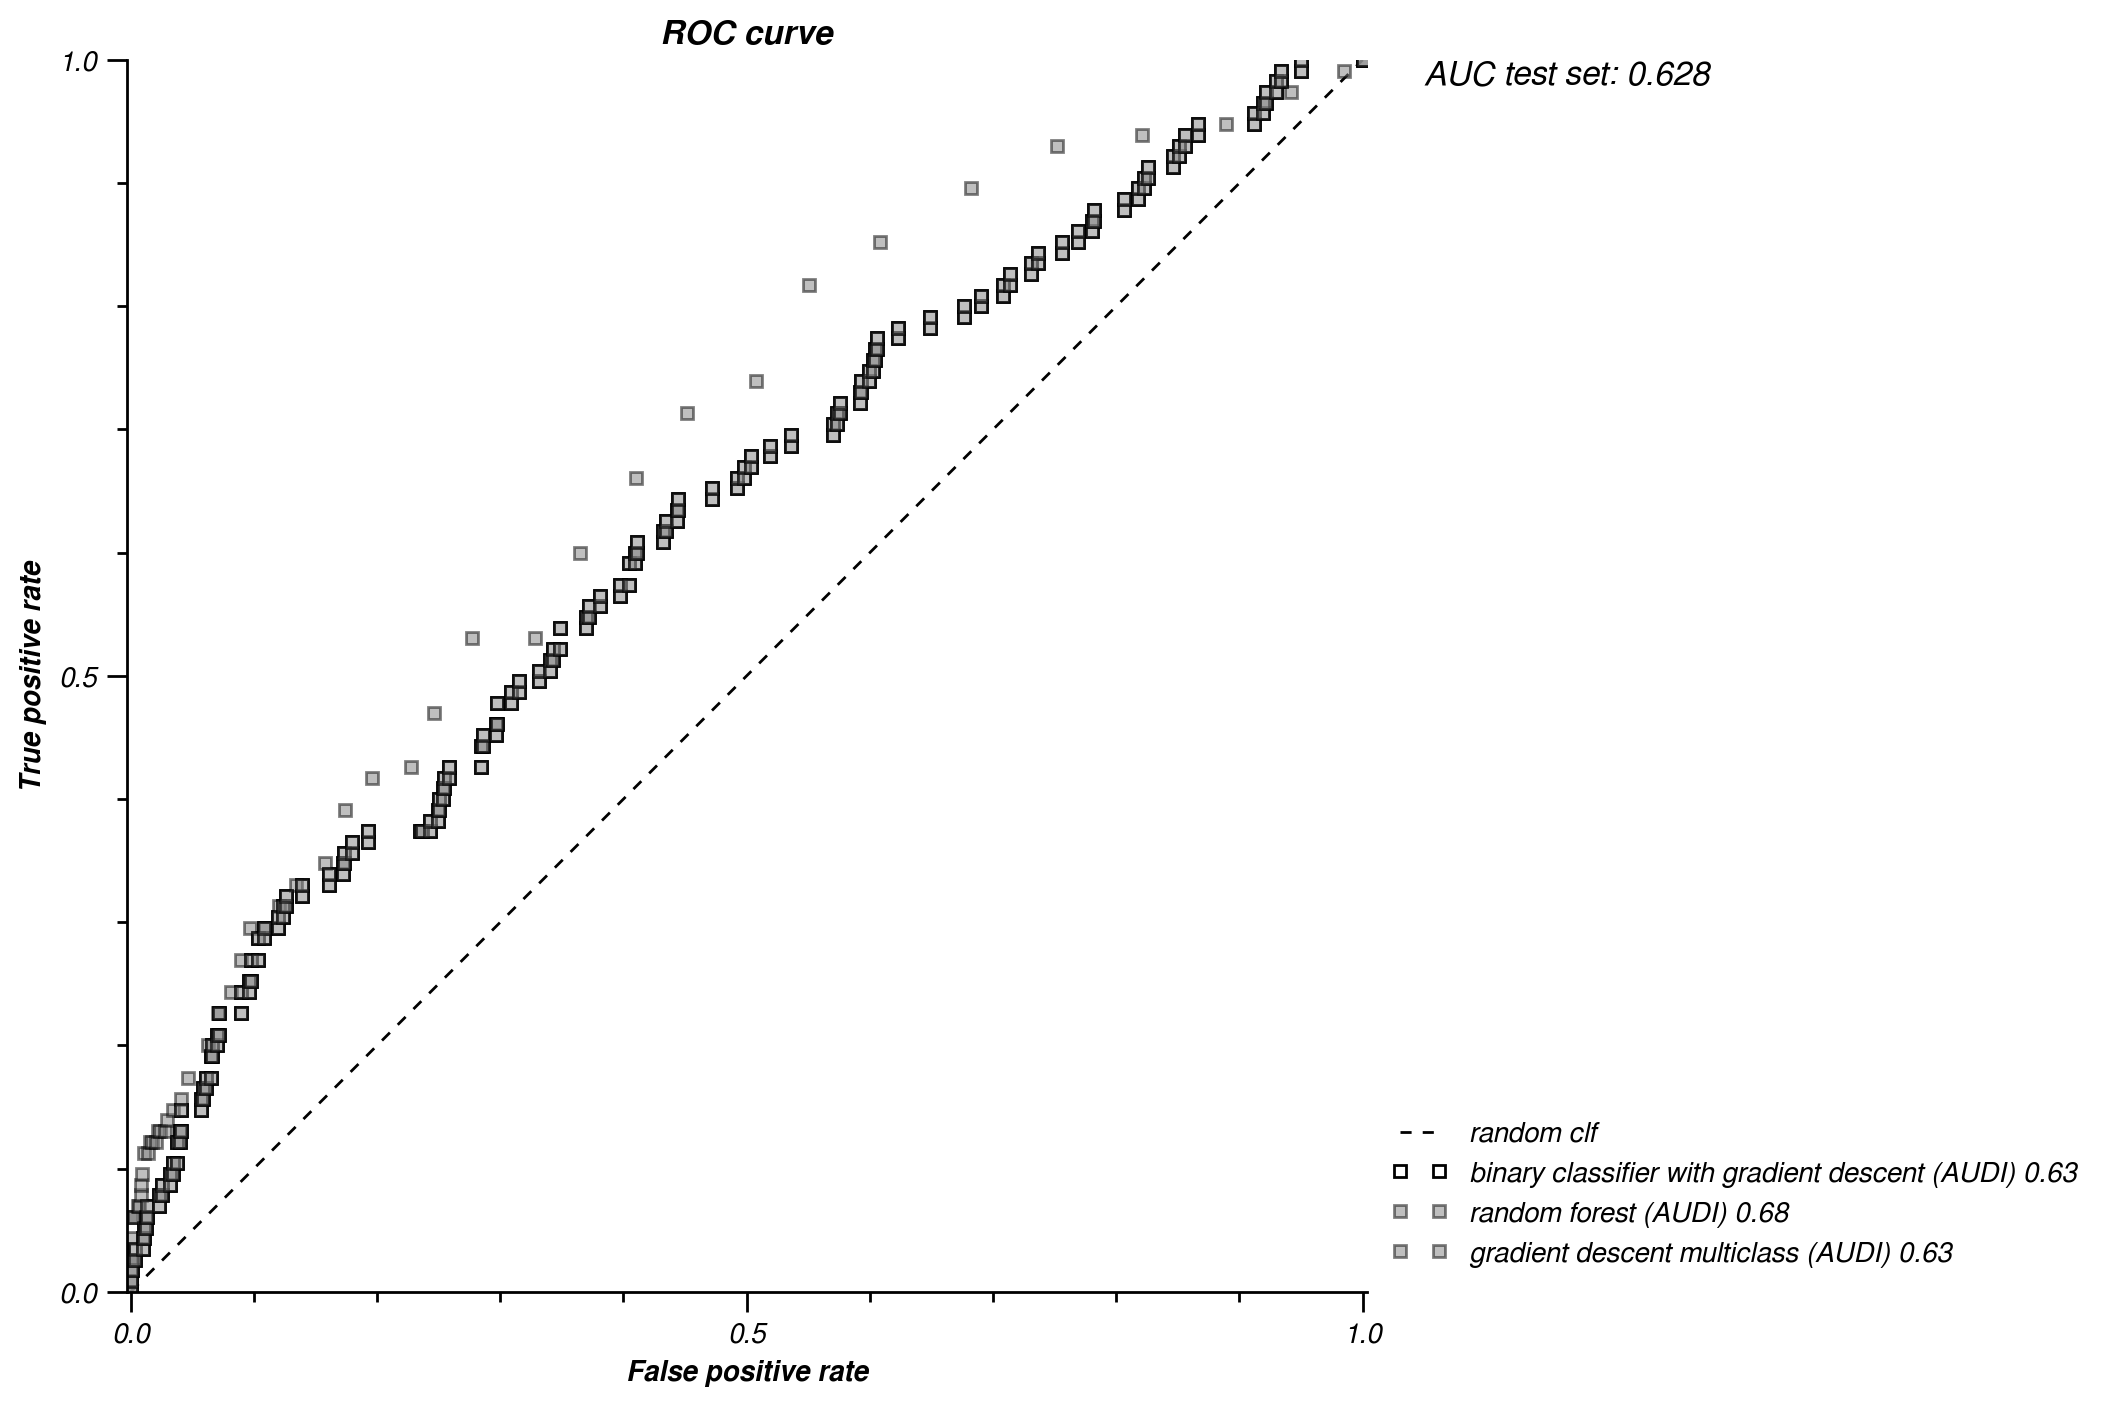 ROC curve
AUC test set: 0.628
1.0
0.5
0.0
True positive rate
0.0
0.5
1.0
False positive rate
random clf
binary classifier with gradient descent (AUDI) 0.63
random forest (AUDI) 0.68
gradient descent multiclass (AUDI) 0.63